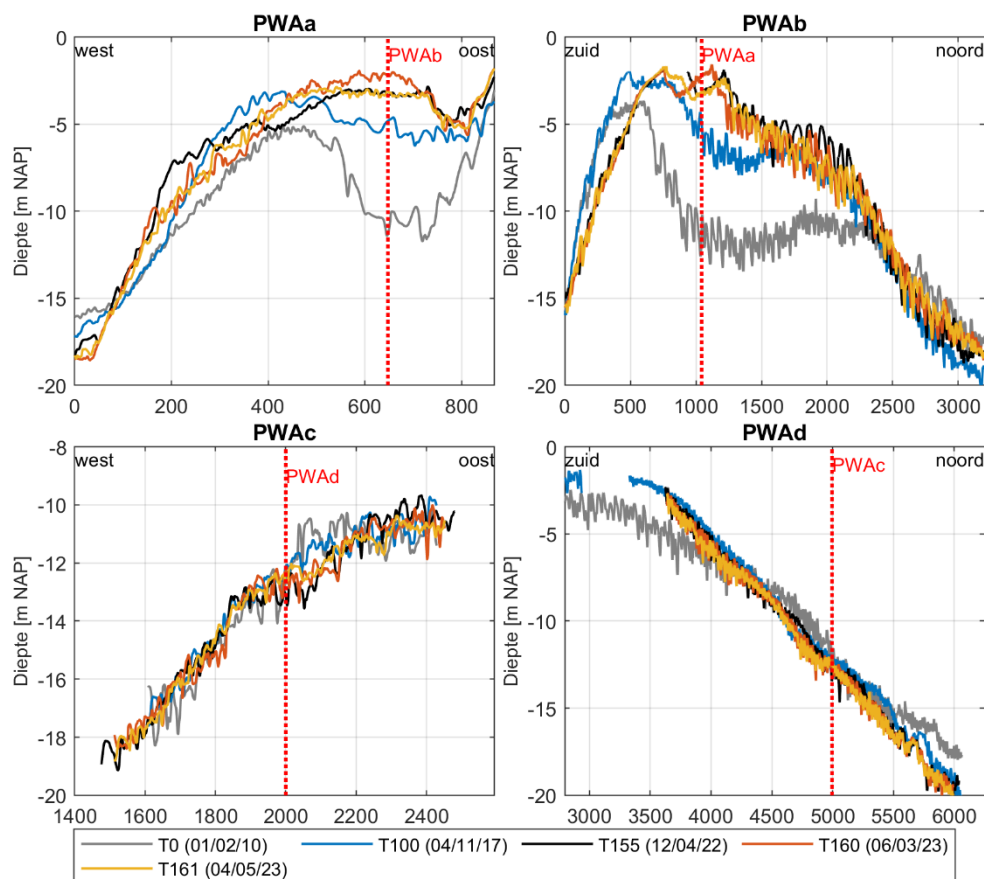 PWAa
PWAb
0
-5
-10
-15
-20
Diepte [m NAP]
west
PWAb
oost
0
200
400
600
800
0
-5
-10
-15
-20
Diepte [m NAP]
zuid
PWAa
noord
0
500
1000
1500
2000
2500
3000
PWAc
PWAd
-8
-10
-12
-14
-16
-18
-20
Diepte [m NAP]
west
PWAd
oost
1400
1600
1800
2000
2200
2400
0
-5
-10
-15
-20
Diepte [m NAP]
zuid
PWAc
noord
3000
3500
4000
4500
5000
5500
6000
T0 (01/02/10)
T100 (04/11/17)
T155 (12/04/22)
T160 (06/03/23)
T161 (04/05/23)